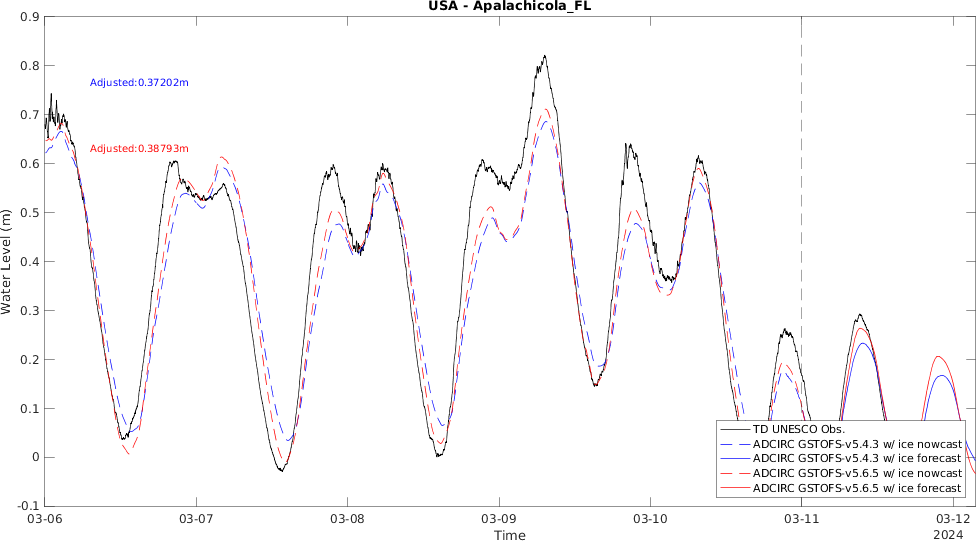 USA - Apalachicola_FL
0.9
0.8
0.7
0.6
0.5
0.4
0.3
0.2
0.1
0
-0.1
Water Level (m)
Adjusted:0.37202m
Adjusted:0.38793m
TD UNESCO Obs.
ADCIRC GSTOFS-v5.4.3 w/ ice nowcast
ADCIRC GSTOFS-v5.4.3 w/ ice forecast
ADCIRC GSTOFS-v5.6.5 w/ ice nowcast
ADCIRC GSTOFS-v5.6.5 w/ ice forecast
03-06 03-07 03-08 03-09 03-10 03-11 03-12
2024
Time